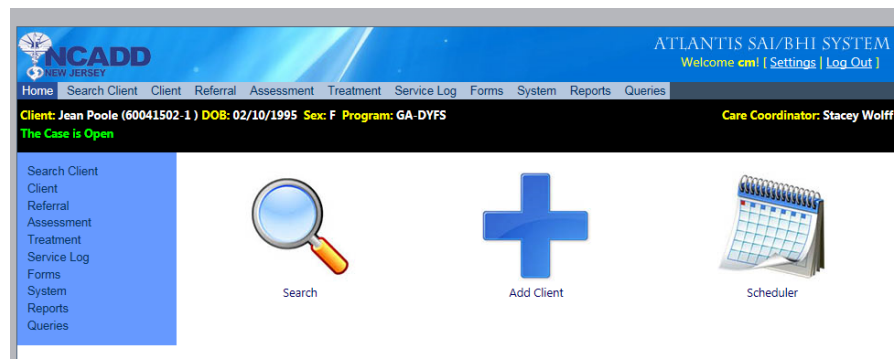 NCADD
NEW JERSEY
ATLANTIS SAI/BHI SYSTEM
Welcome cm! [ Settings | Log Out ]
Home Search Client Client Referral Assessment Treatment Service Log Forms System Reports Queries
Client: Jean Poole (60041502-1 ) DOB: 02/10/1995 Sex: F Program: GA-DYFS Care Coordinator: Stacey Wolff
The Case is Open
Search Client
Client
Referral
Assessment
Treatment
Service Log
Forms
System
Reports
Queries
Search
Add Client
Scheduler